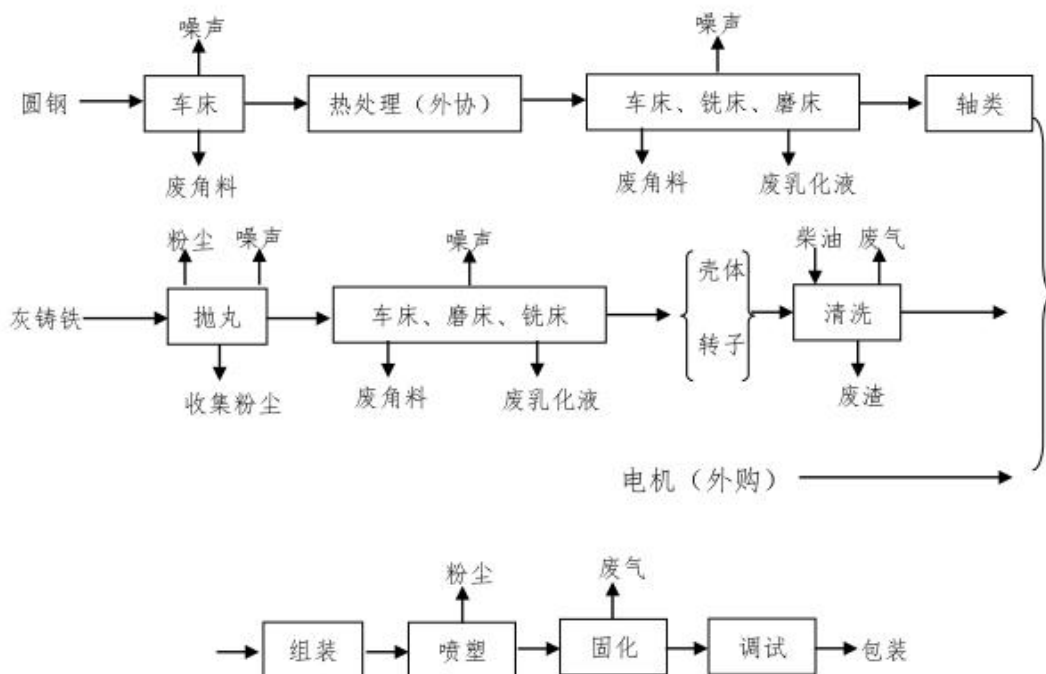 噪声
噪声
圆钢
车床
热处理（外协）
车床、铣床、磨床
轴类
废角料
废角料
废乳化液
粉尘
噪声
噪声
柴油
废气
灰铸铁
抛丸
车床、磨床、铣床
壳体
转子
清洗
收集粉尘
废角料
废乳化液
废渣
电机（外购）
粉尘
废气
组装
喷塑
固化
调试
包装